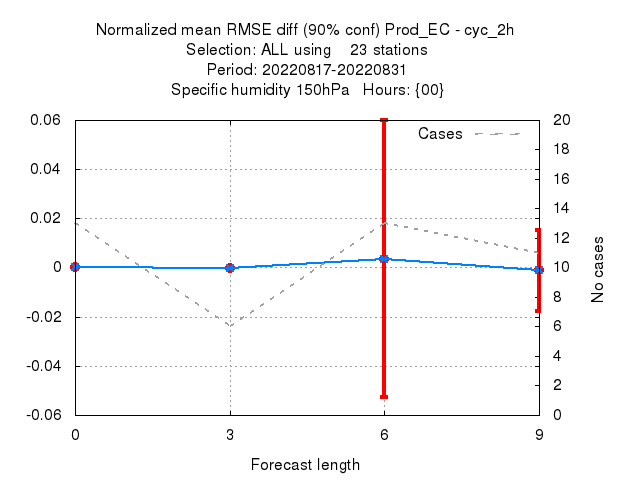 Normalized mean RMSE diff (90% conf) Prod_EC - cyc_2h
Selection: ALL using    23 stations
Period: 20220817-20220831
Specific humidity 150hPa   Hours: {00}
Cases
0.06
0.04
0.02
0
-0.02
-0.04
-0.06
20
18
16
14
12
10
8
6
4
2
0
No cases
0 3 6 9
Forecast length